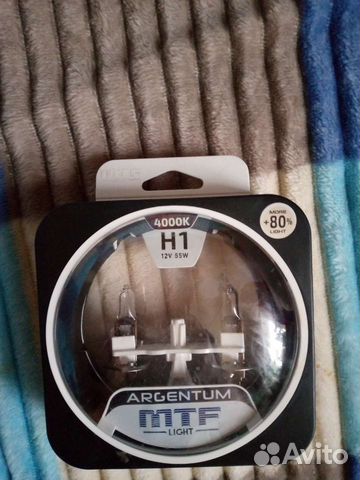 4000K
H1
12V 55W
MORE
+80%
LIGHT
ARGENTUM
MTF
LIGHT
Avito